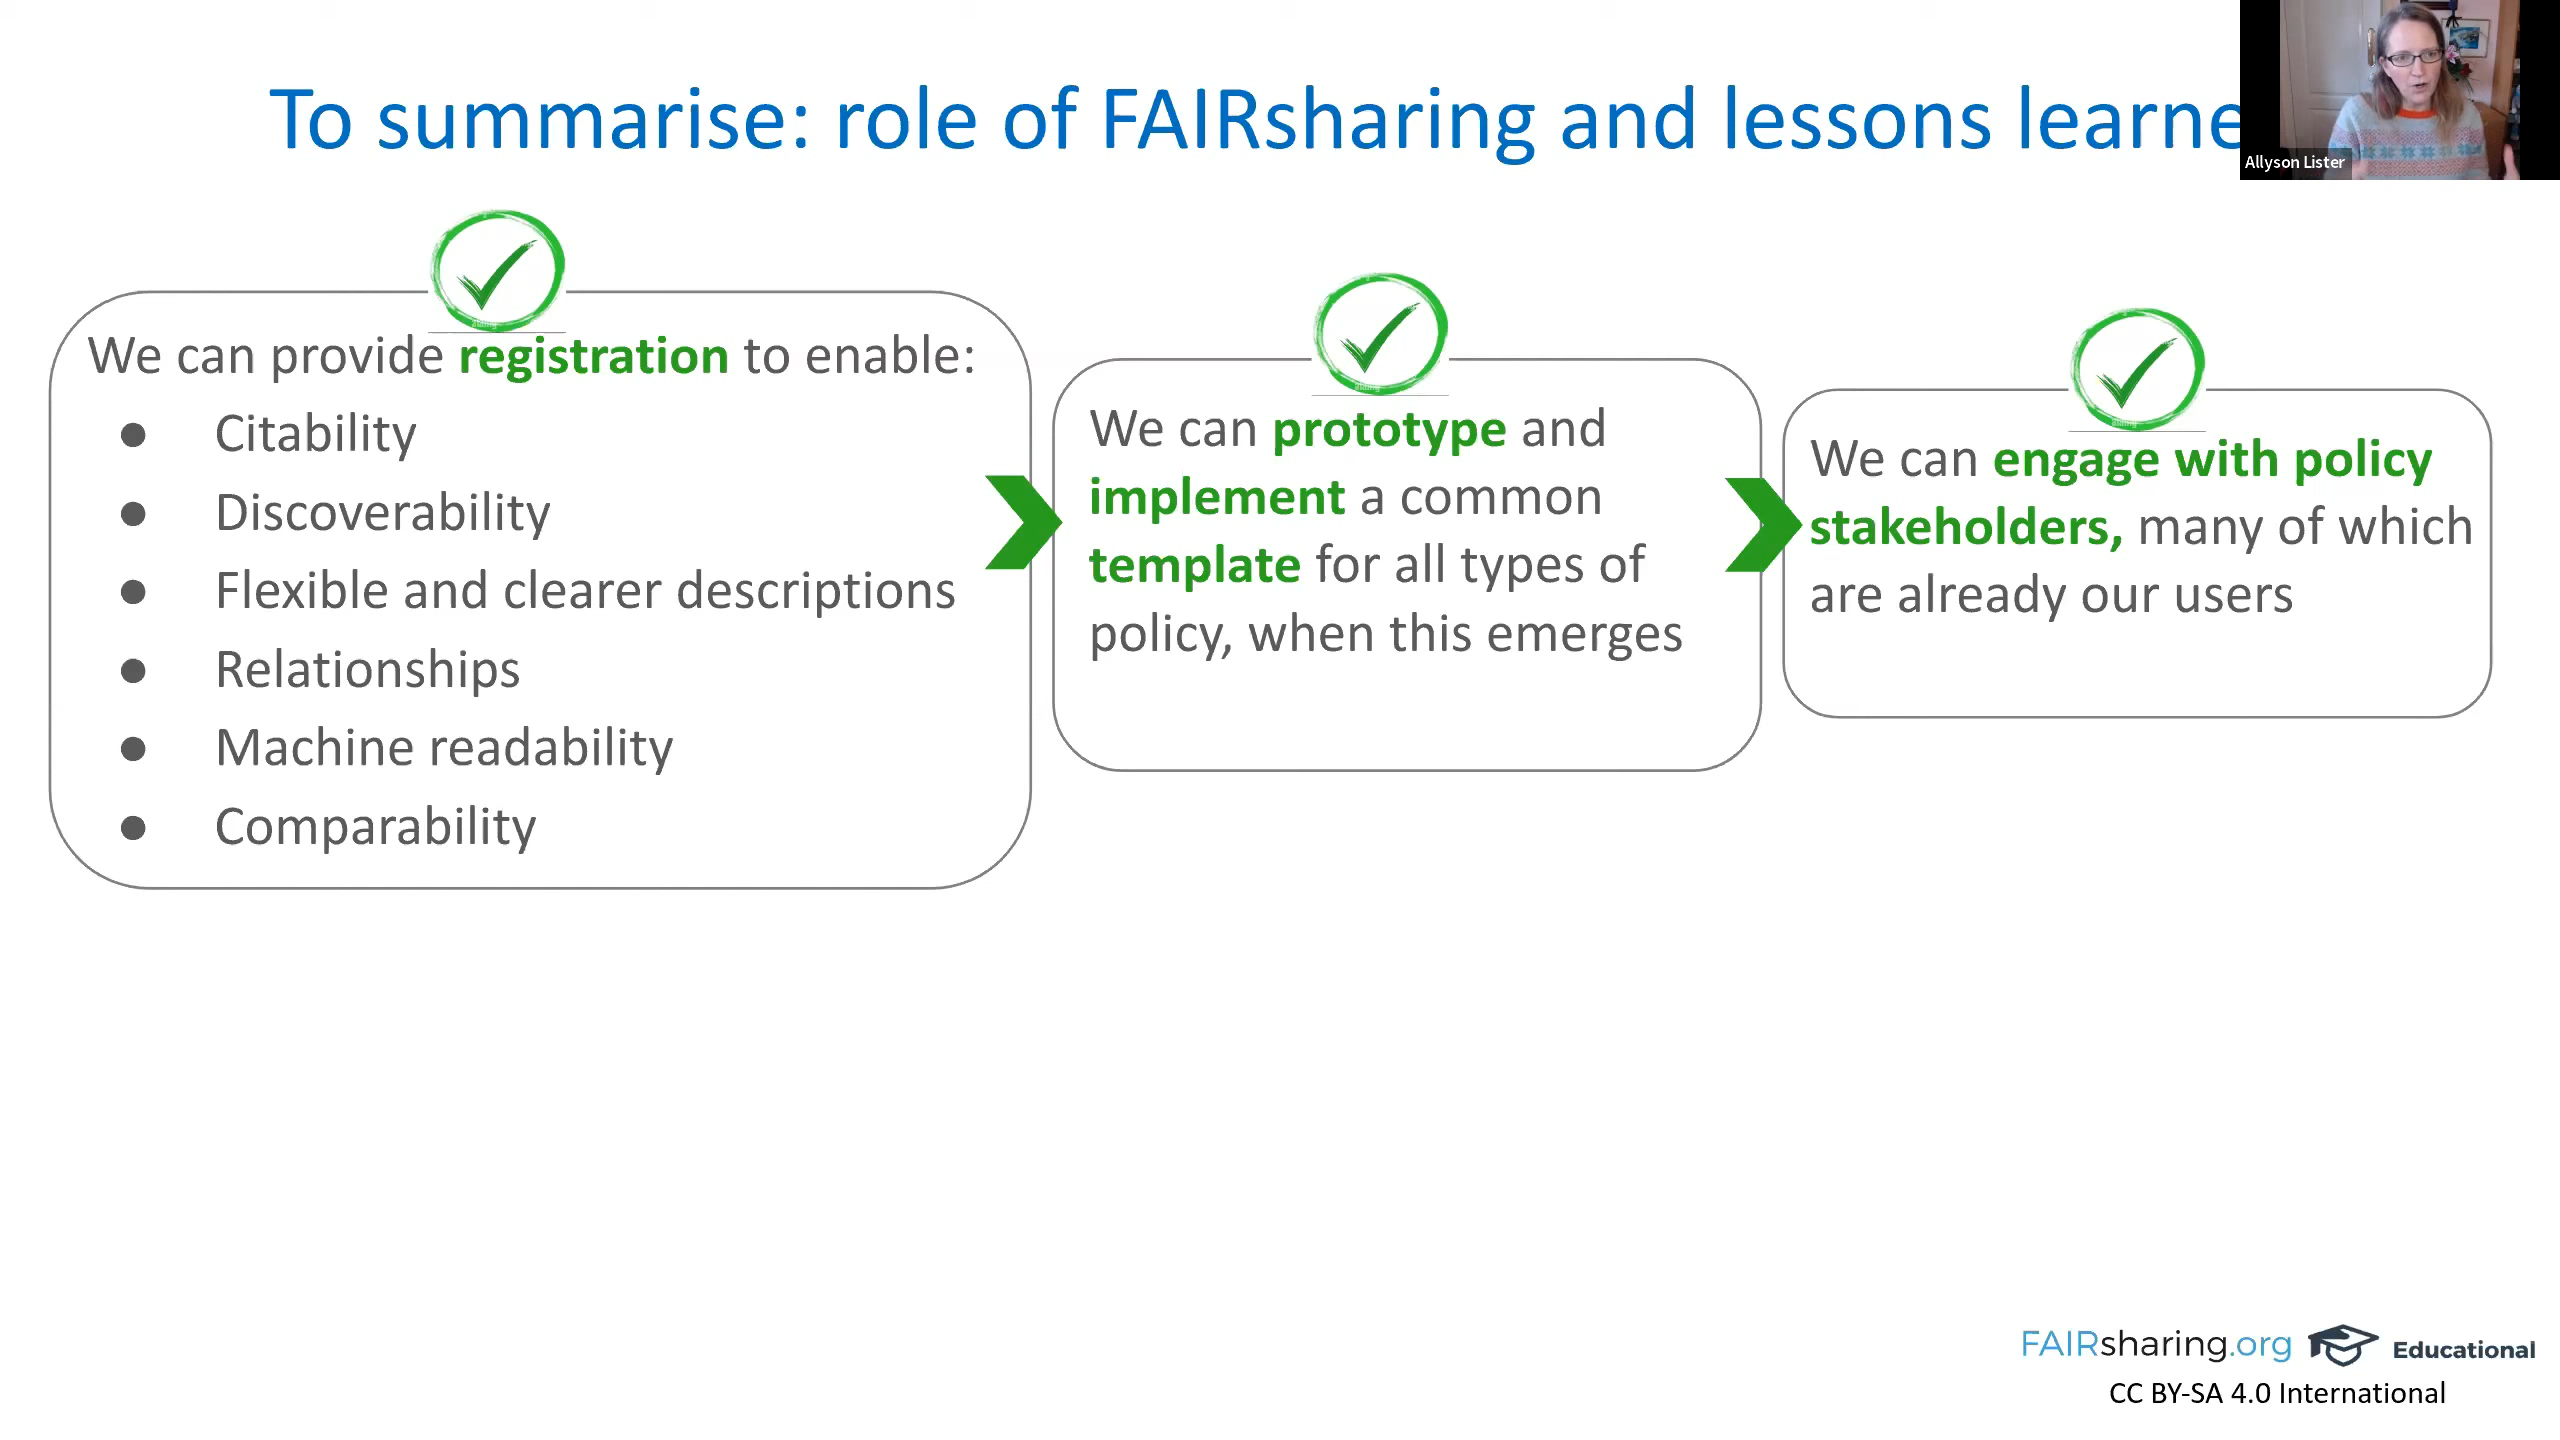 To summarise: role of FAIRsharing and lessons learne
Allyson Lister
We can provide registration to enable:
● Citability
● Discoverability
● Flexible and clearer descriptions
● Relationships
● Machine readability
● Comparability
We can prototype and
implement a common
template for all types of
policy, when this emerges
We can engage with policy
stakeholders, many of which
are already our users
FAIRsharing.org Educational
CC BY-SA 4.0 International